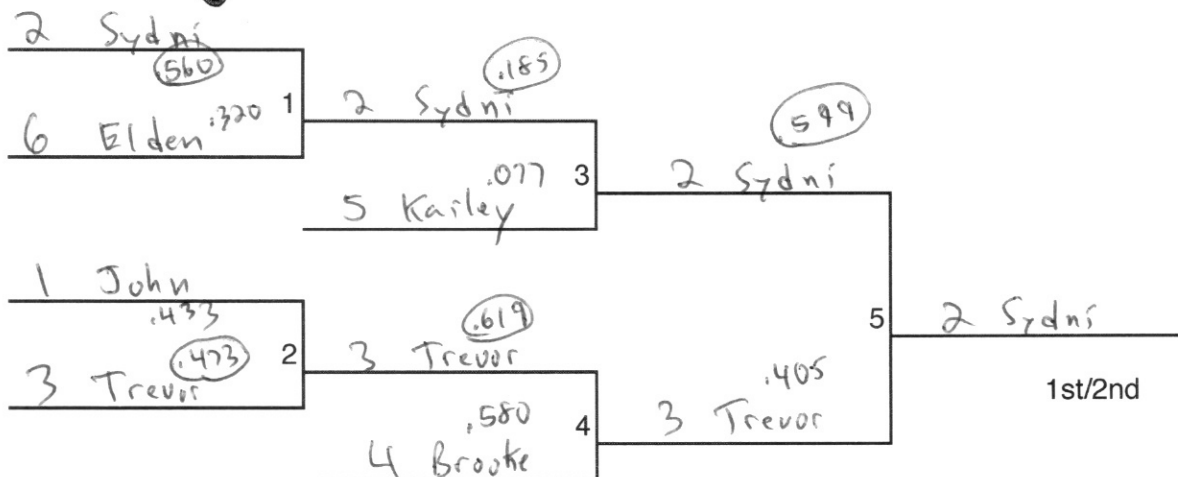 2 Sydni
.560
6 Elden .320
1
2 Sydni .185
5 Kailey .077
3
2 Sydni .599
1 John
.433
3 Trevor .473
2
3 Trevor .619
4 Brooke .580
4
3 Trevor .405
5
2 Sydni
1st/2nd